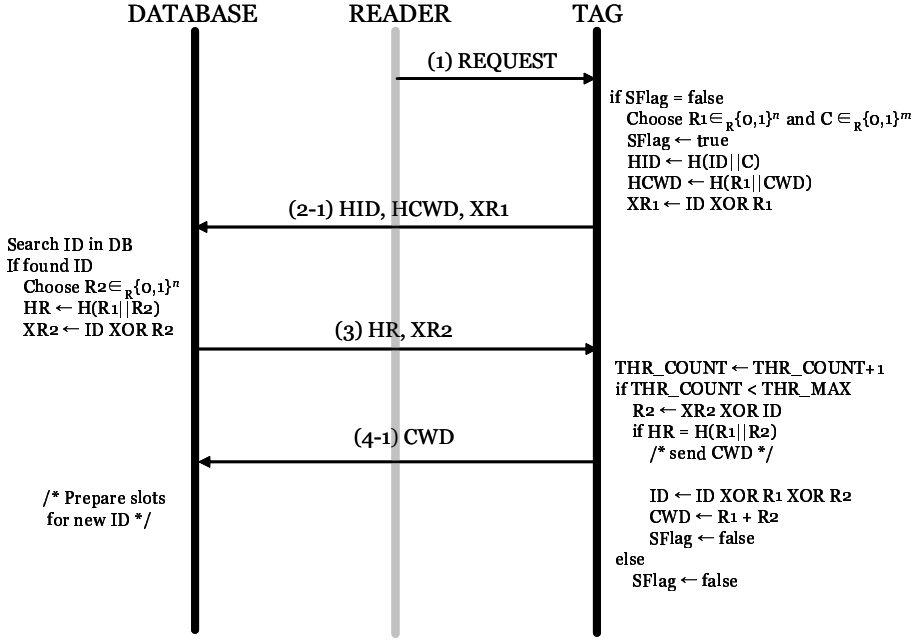 DATABASE READER TAG
(1) REQUEST
if SFlag = false
Choose R1∈R{0,1}n and C ∈R{0,1}m
SFlag ← true
HID ← H(ID||C)
HCWD ← H(R1||CWD)
XR1 ← ID XOR R1
(2-1) HID, HCWD, XR1
Search ID in DB
If found ID
Choose R2∈R{0,1}n
HR ← H(R1||R2)
XR2 ← ID XOR R2
(3) HR, XR2
THR_COUNT ← THR_COUNT+1
if THR_COUNT < THR_MAX
R2 ← XR2 XOR ID
if HR = H(R1||R2)
/* send CWD */
(4-1) CWD
/* Prepare slots
for new ID */
ID ← ID XOR R1 XOR R2
CWD ← R1 + R2
SFlag ← false
else
SFlag ← false